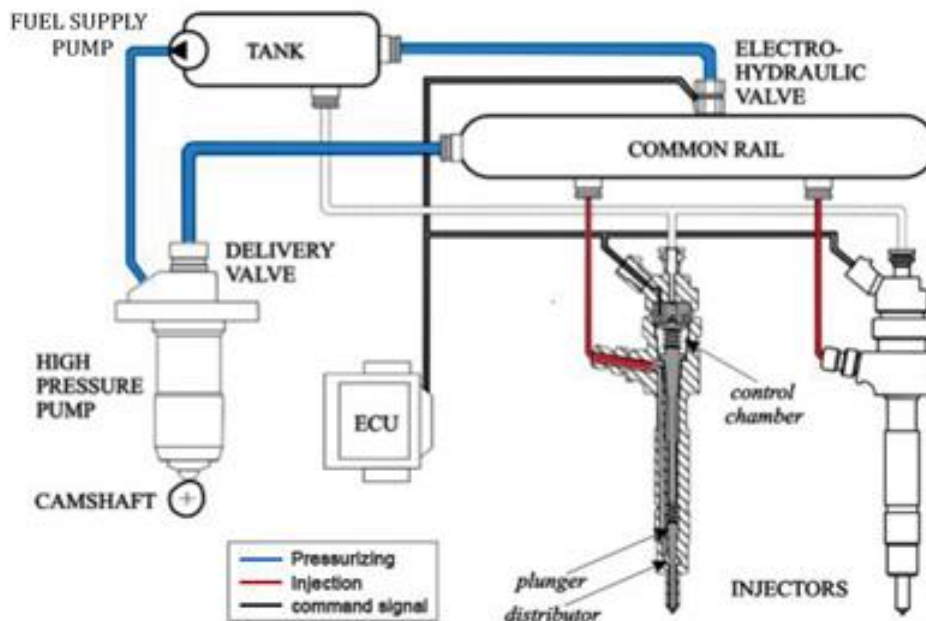 FUEL SUPPLY
PUMP
TANK
ELECTRO-
HYDRAULIC
VALVE
COMMON RAIL
DELIVERY
VALVE
HIGH
PRESSURE
PUMP
ECU
control
chamber
CAMSHAFT
Pressurizing
Injection
command signal
plunger
distributor
INJECTORS